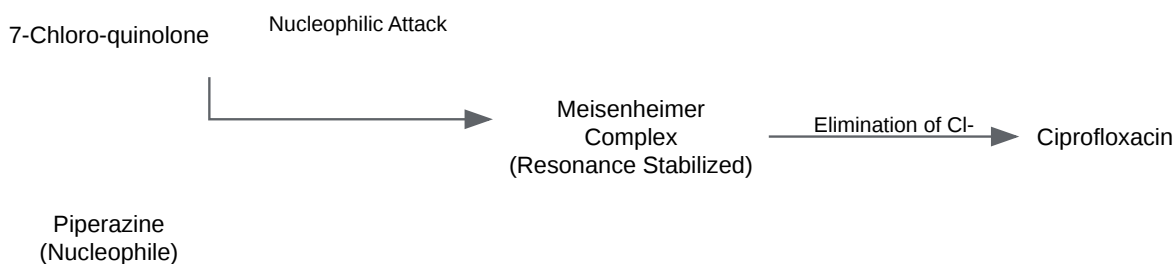 7-Chloro-quinolone
Nucleophilic Attack
Meisenheimer
Complex
(Resonance Stabilized)
Elimination of Cl-
Ciprofloxacin
Piperazine
(Nucleophile)